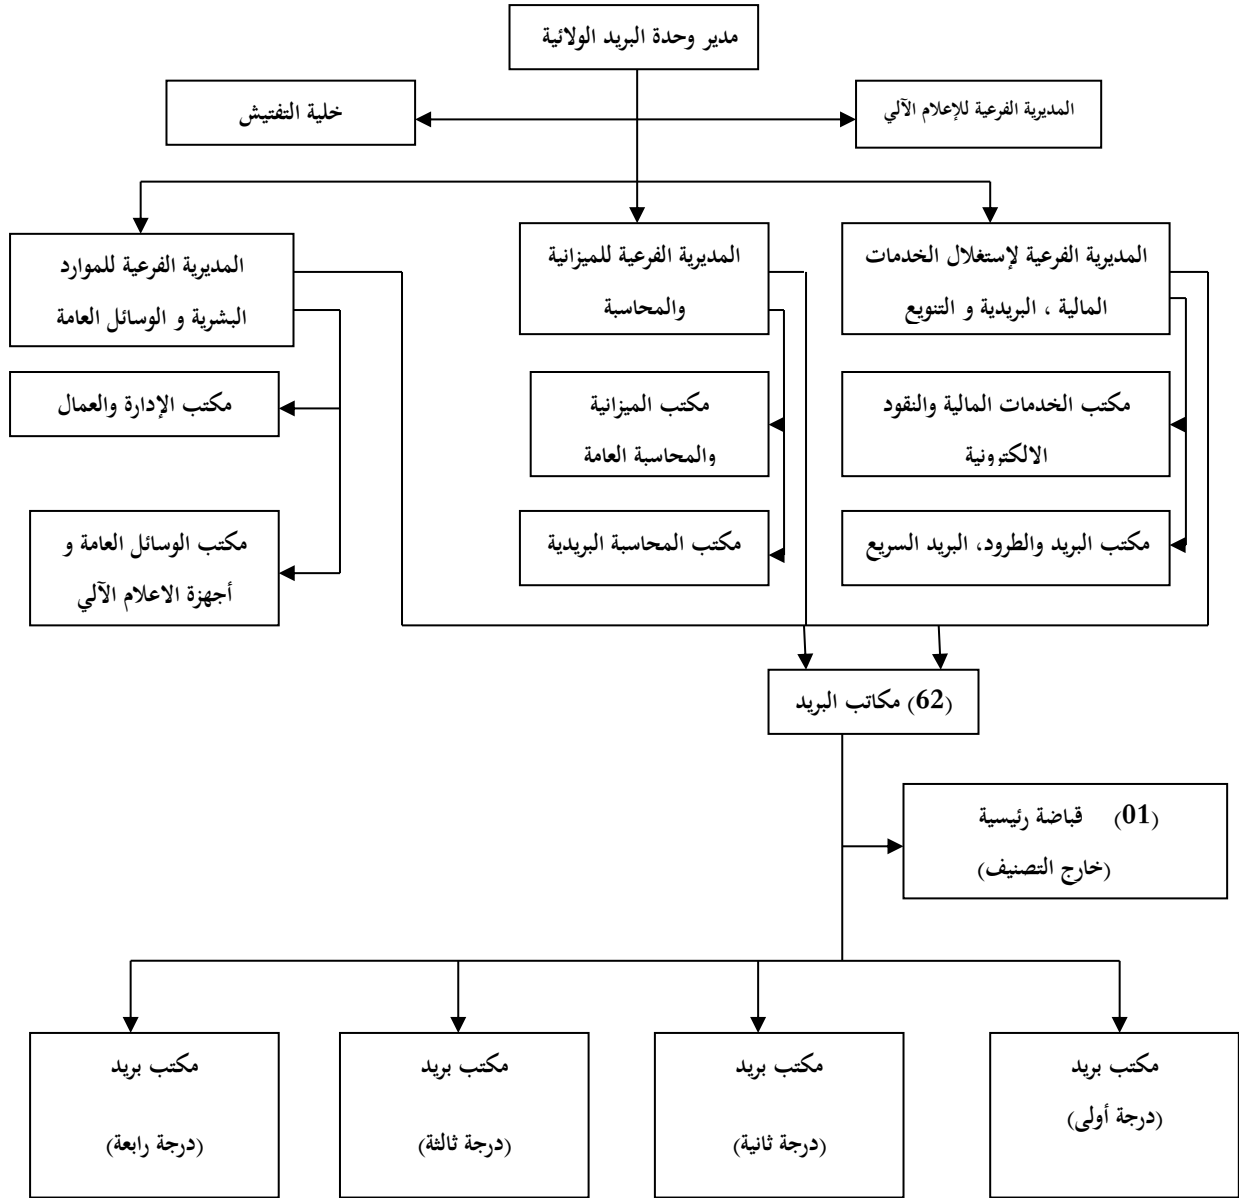 مدير وحدة البريد الولائية
المديرية الفرعية للإعلام الآلي
خلية التفتيش
المديرية الفرعية لإستغلال الخدمات
المالية ، البريدية و التنويع
المديرية الفرعية للميزانية
والمحاسبة
المديرية الفرعية للموارد
البشرية و الوسائل العامة
مكتب الخدمات المالية والنقود
الالكترونية
مكتب الميزانية
والمحاسبة العامة
مكتب الإدارة والعمال
مكتب البريد والطرود، البريد السريع
مكتب المحاسبة البريدية
مكتب الوسائل العامة و
أجهزة الاعلام الآلي
(62) مكاتب البريد
(01) قباضة رئيسية
(خارج التصنيف)
مكتب بريد
(درجة أولى)
مكتب بريد
(درجة ثانية)
مكتب بريد
(درجة ثالثة)
مكتب بريد
(درجة رابعة)